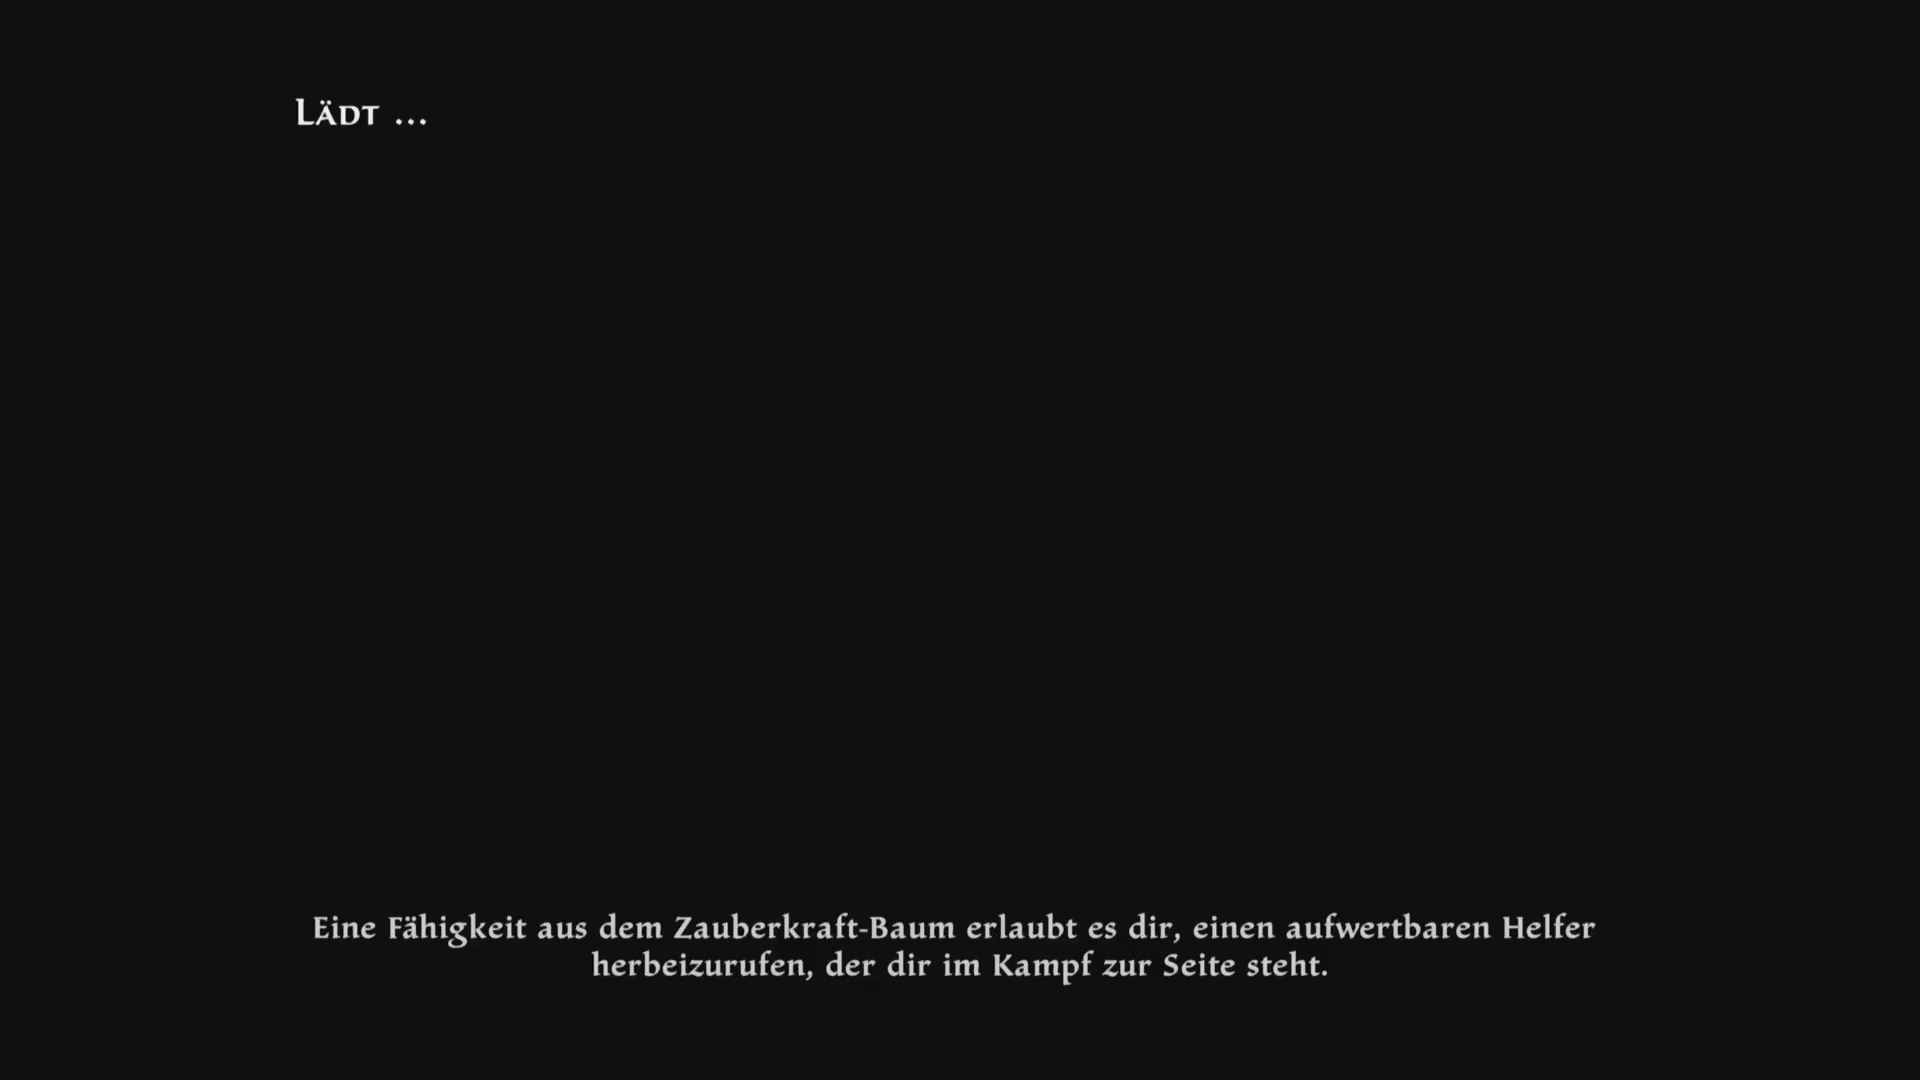 Lädt ...
Eine Fähigkeit aus dem Zauberkraft-Baum erlaubt es dir, einen aufwertbaren Helfer
herbeizurufen, der dir im Kampf zur Seite steht.